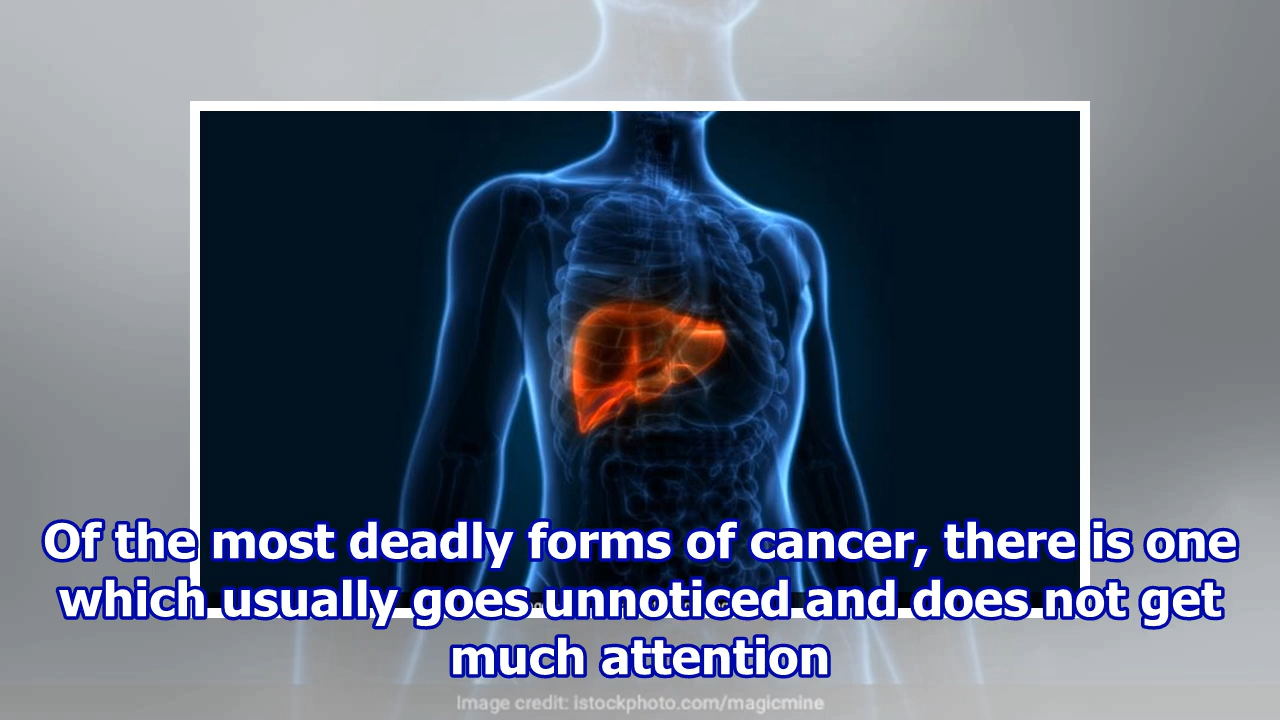 Of the most deadly forms of cancer, there is one
which usually goes unnoticed and does not get
much attention
Image credit: istockphoto.com/magicmine